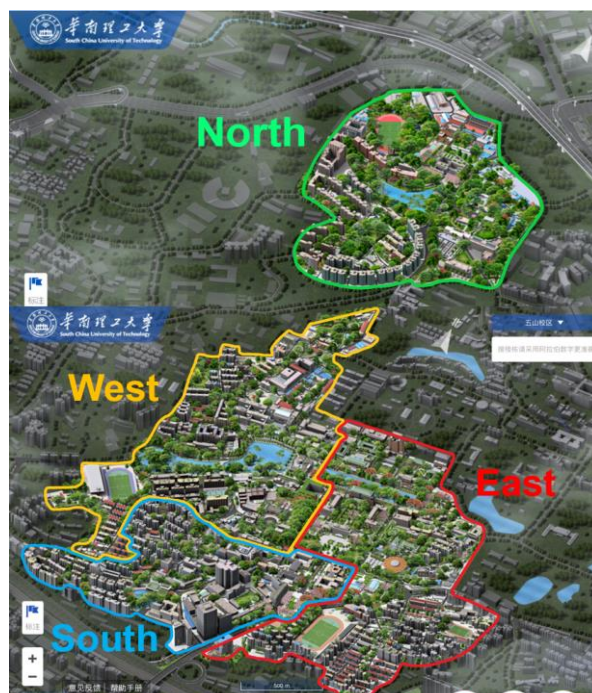 华南理工大学
South China University of Technology
North
标注
华南理工大学
South China University of Technology
五山校区
West
East
标注
South
+
−
意见反馈 帮助手册
500 m